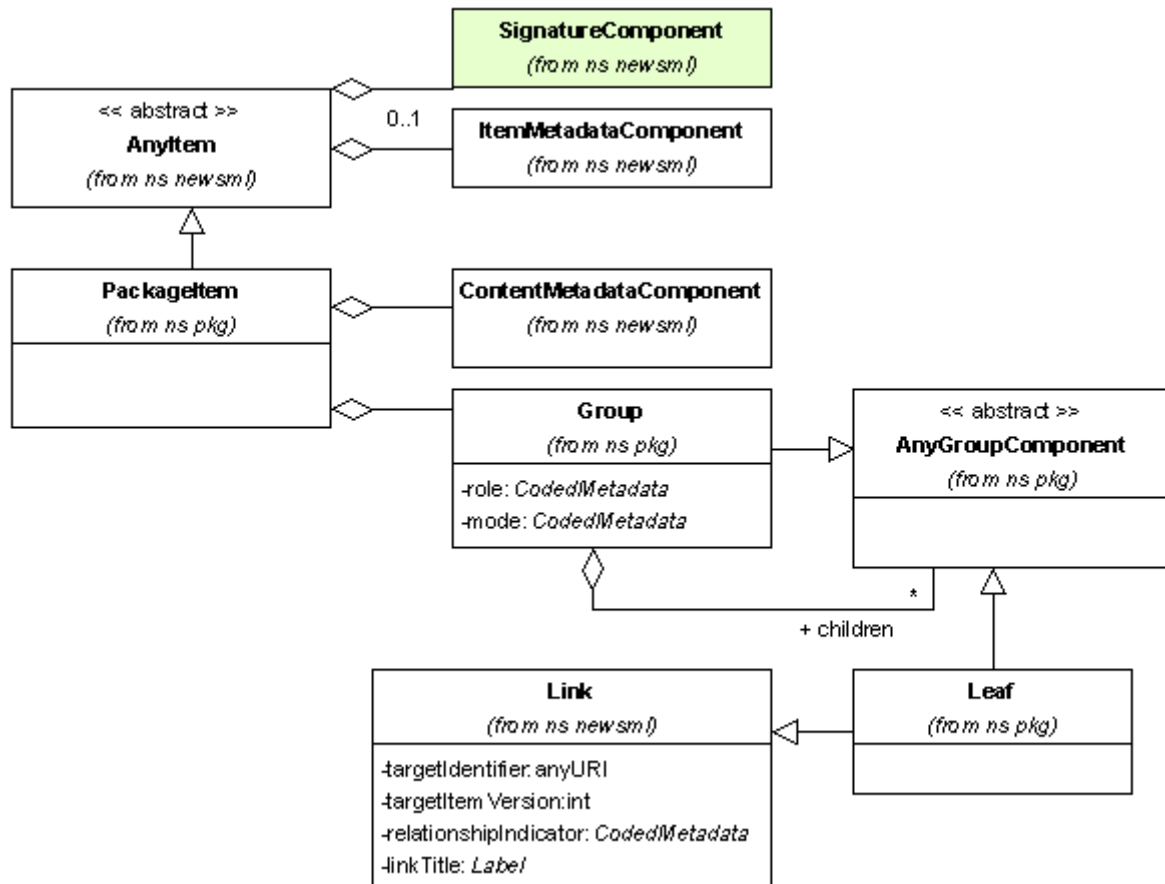 SignatureComponent
(from ns newsml)
<< abstract >>
AnyItem
(from ns newsml)
0..1
ItemMetadataComponent
(from ns newsml)
PackageItem
(from ns pkg)
ContentMetadataComponent
(from ns newsml)
Group
(from ns pkg)
-role: CodedMetadata
-mode: CodedMetadata
<< abstract >>
AnyGroupComponent
(from ns pkg)
*
+ children
Link
(from ns newsml)
-targetIdentifier:anyURI
-targetItem Version:int
-relationshipIndicator: CodedMetadata
-linkTitle: Label
Leaf
(from ns pkg)